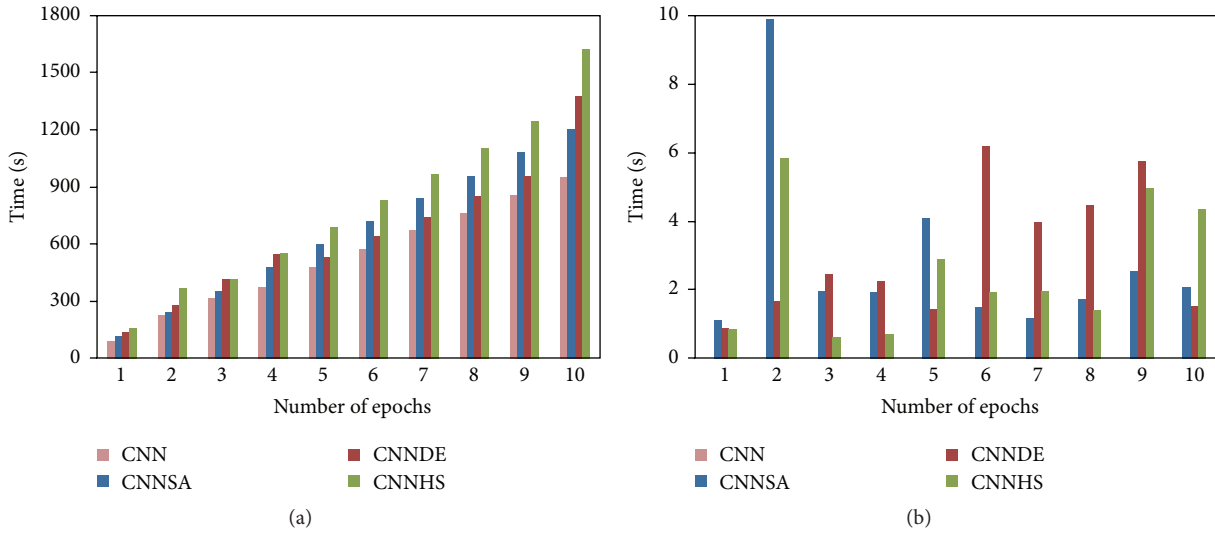 1800
1500
1200
900
600
300
0
Time (s)
1 2 3 4 5 6 7 8 9 10
Number of epochs
CNN CNNDE
CNNSA CNNHS
(a)
10
8
6
4
2
0
Time (s)
1 2 3 4 5 6 7 8 9 10
Number of epochs
CNN CNNDE
CNNSA CNNHS
(b)